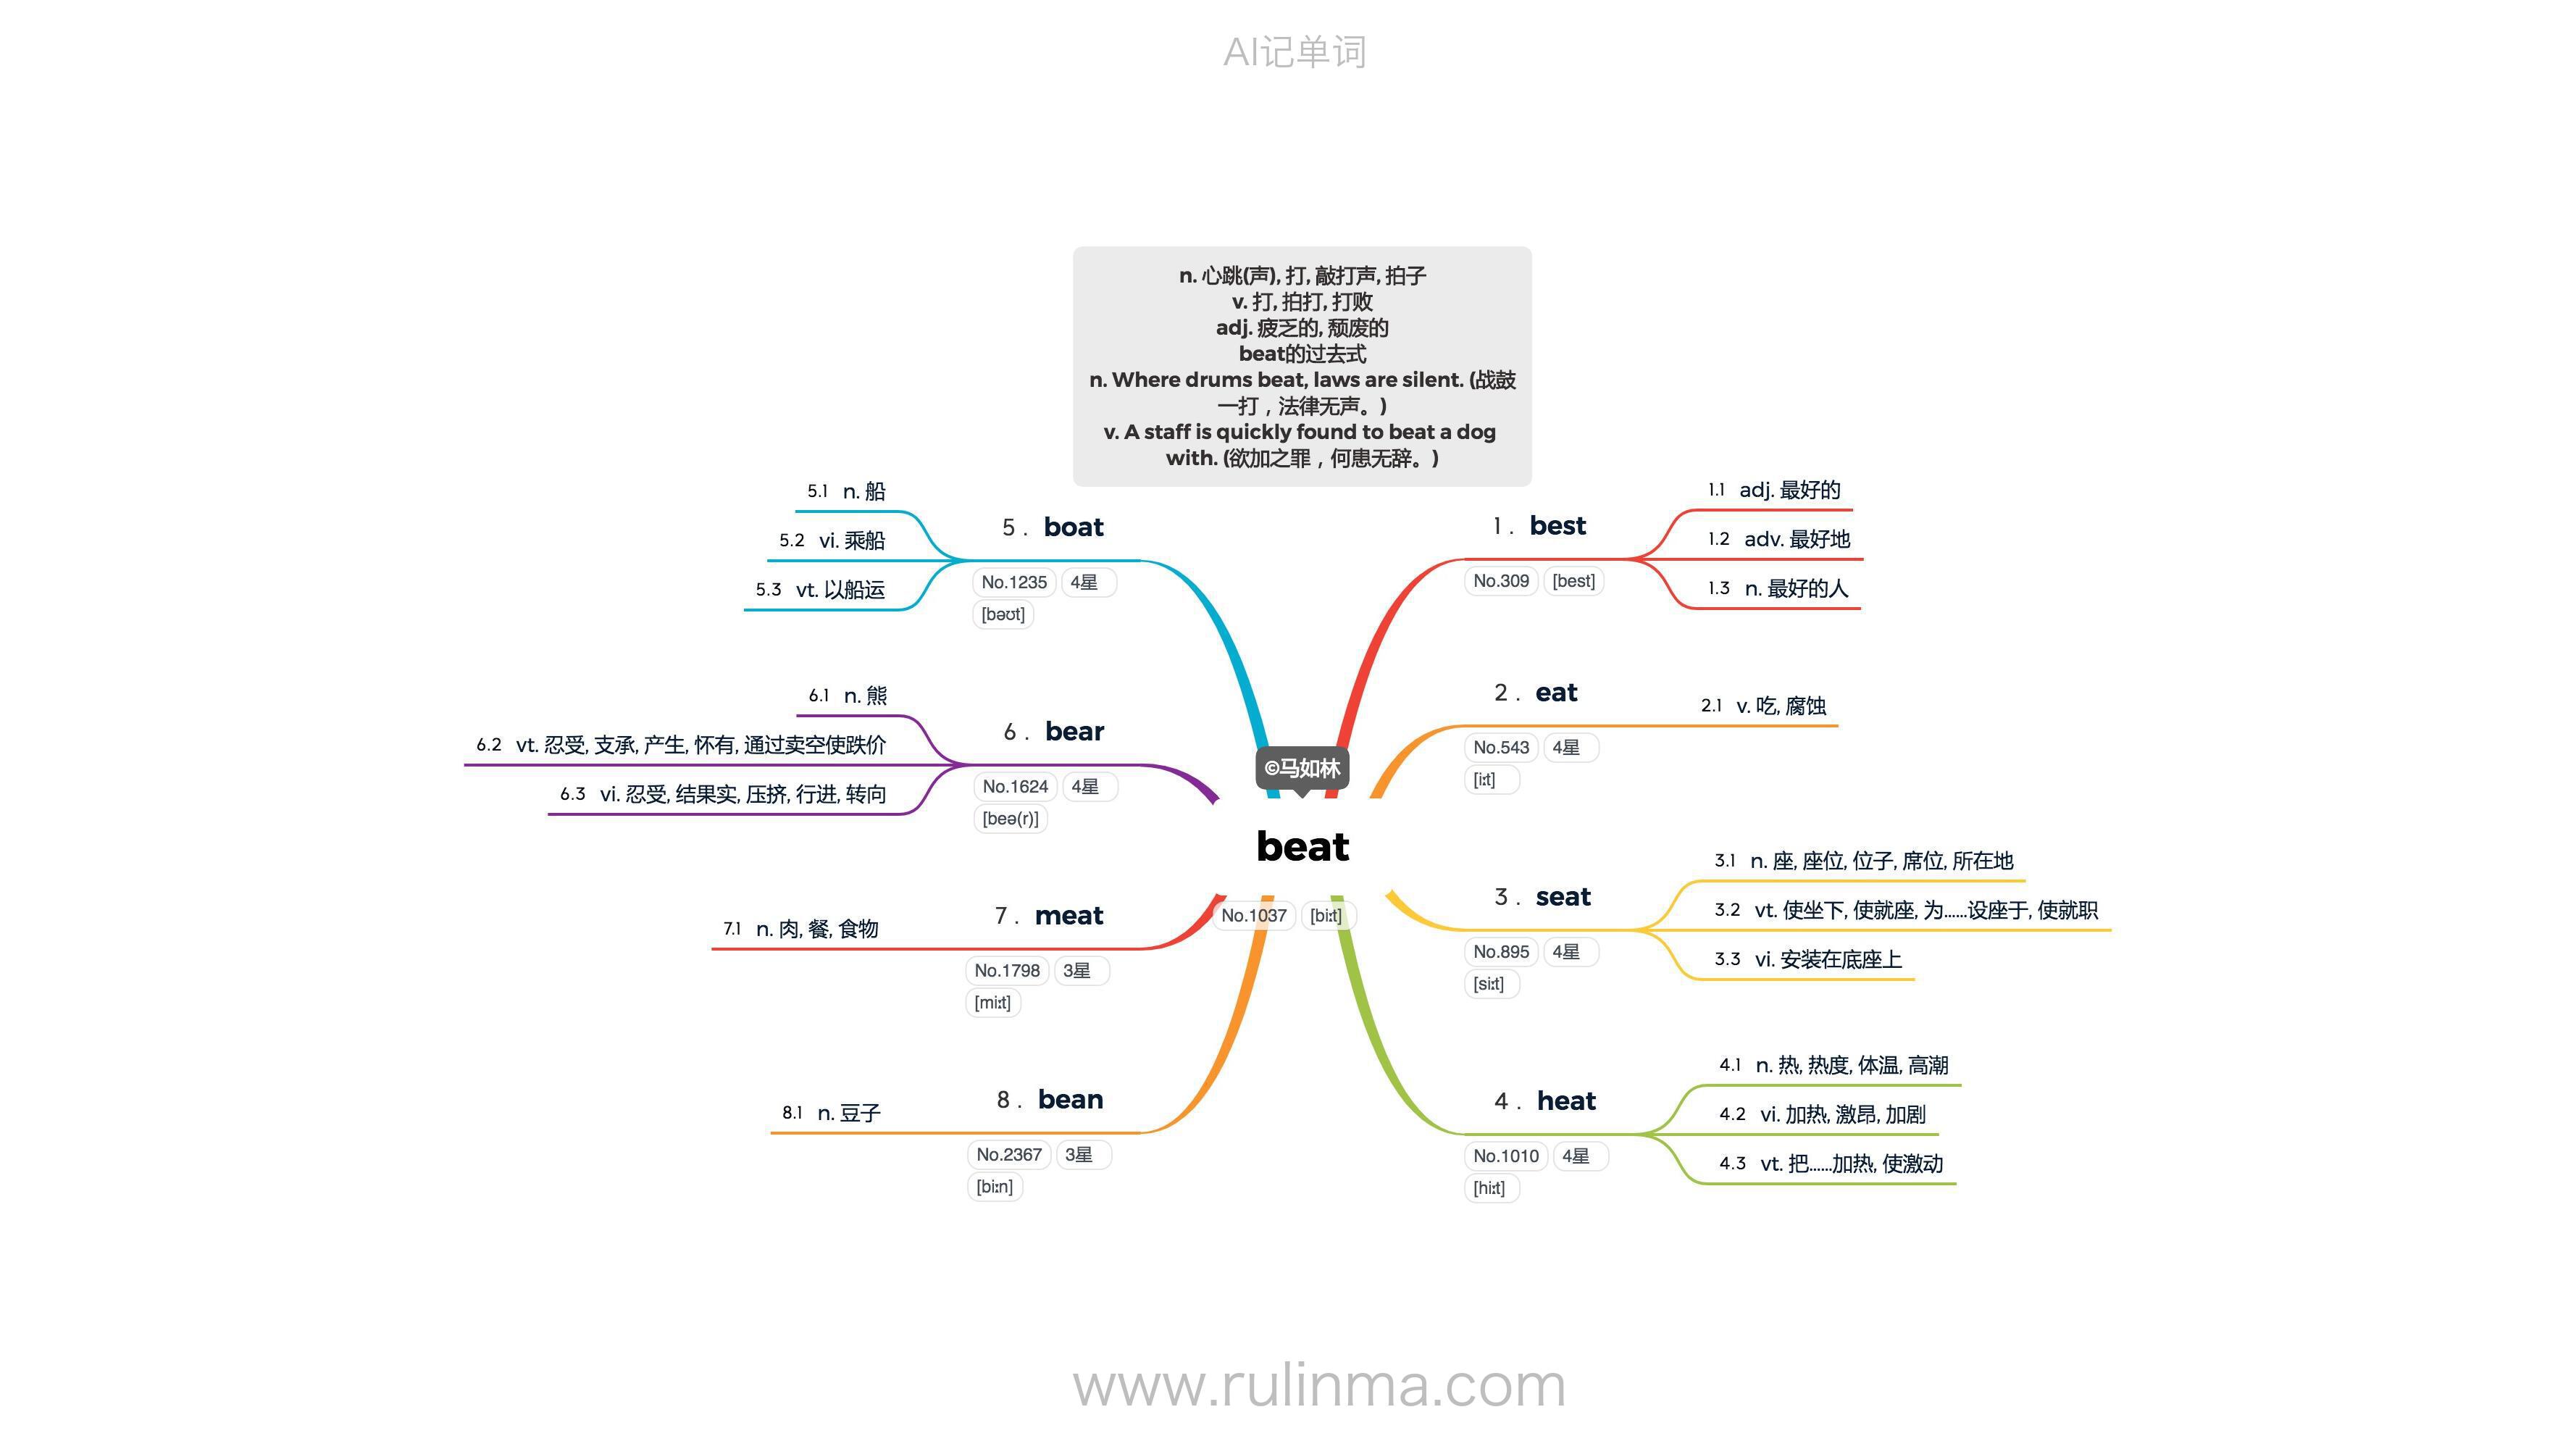 AI记单词
n. 心跳(声), 打, 敲打声, 拍子
v. 打, 拍打, 打败
adj. 疲乏的, 颓废的
beat的过去式
n. Where drums beat, laws are silent. (战鼓
一打，法律无声。)
v. A staff is quickly found to beat a dog
with. (欲加之罪，何患无辞。)
©马如林
beat
No.1037 [biːt]
1. best
No.309 [best]
1.1 adj. 最好的
1.2 adv. 最好地
1.3 n. 最好的人
2. eat
No.543 4星
[iːt]
2.1 v. 吃, 腐蚀
3. seat
No.895 4星
[siːt]
3.1 n. 座, 座位, 位子, 席位, 所在地
3.2 vt. 使坐下, 使就座, 为……设座于, 使就职
3.3 vi. 安装在底座上
4. heat
No.1010 4星
[hiːt]
4.1 n. 热, 热度, 体温, 高潮
4.2 vi. 加热, 激昂, 加剧
4.3 vt. 把……加热, 使激动
5. boat
No.1235 4星
[bəʊt]
5.1 n. 船
5.2 vi. 乘船
5.3 vt. 以船运
6. bear
No.1624 4星
[beə(r)]
6.1 n. 熊
6.2 vt. 忍受, 支承, 产生, 怀有, 通过卖空使跌价
6.3 vi. 忍受, 结果实, 压挤, 行进, 转向
7. meat
No.1798 3星
[miːt]
7.1 n. 肉, 餐, 食物
8. bean
No.2367 3星
[biːn]
8.1 n. 豆子
www.rulinma.com